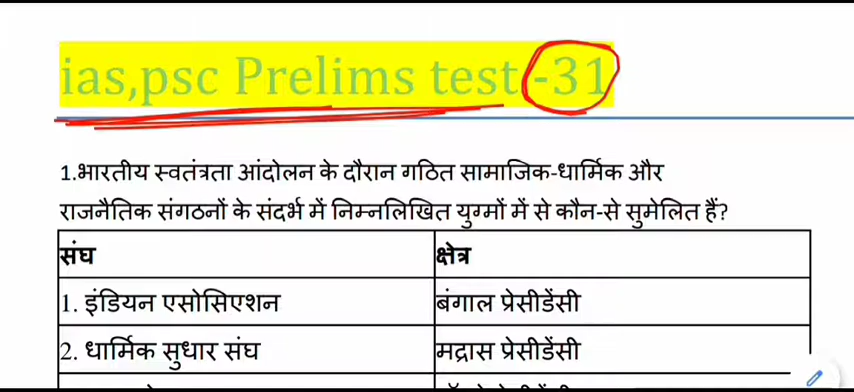 ias,psc Prelims test -31
1.भारतीय स्वतंत्रता आंदोलन के दौरान गठित सामाजिक-धार्मिक और
राजनैतिक संगठनों के संदर्भ में निम्नलिखित युग्मों में से कौन-से सुमेलित हैं?
संघ क्षेत्र
1. इंडियन एसोसिएशन बंगाल प्रेसीडेंसी
2. धार्मिक सुधार संघ मद्रास प्रेसीडेंसी